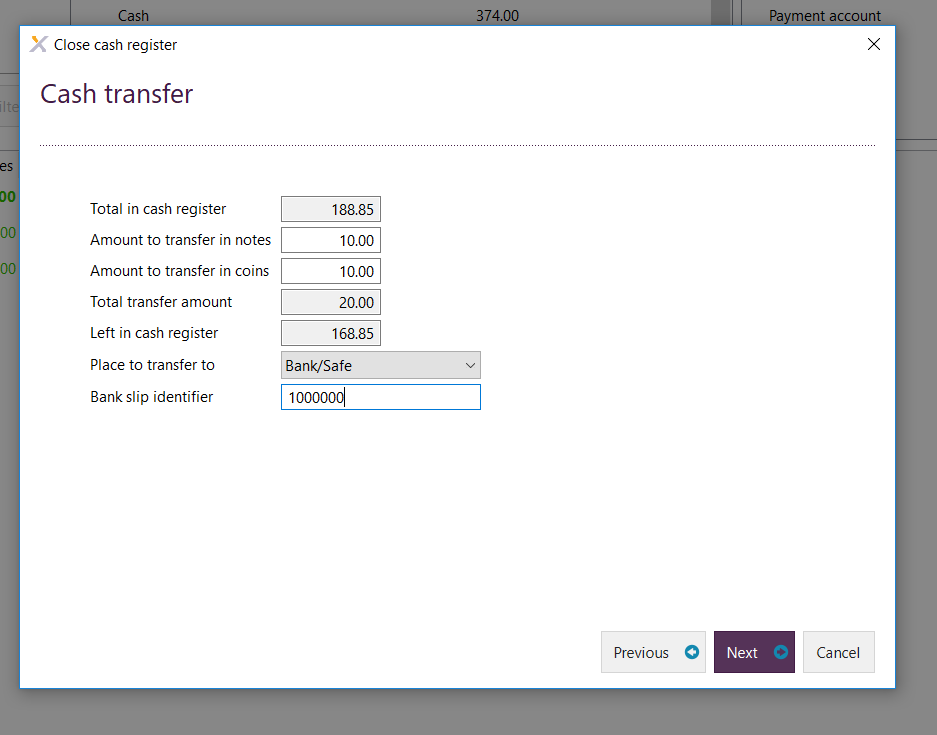 Cash 374.00 Payment account
Close cash register
Cash transfer
Total in cash register 188.85
Amount to transfer in notes 10.00
Amount to transfer in coins 10.00
Total transfer amount 20.00
Left in cash register 168.85
Place to transfer to Bank/Safe
Bank slip identifier 1000000
Previous Next Cancel